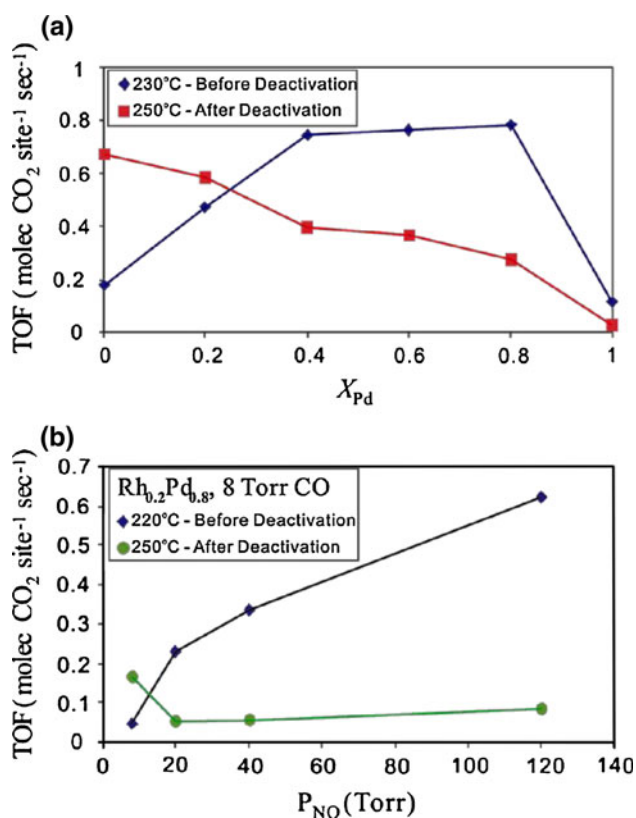 (a)
230°C - Before Deactivation
250°C - After Deactivation
TOF ( molec CO₂ site⁻¹ sec⁻¹)
1
0.8
0.6
0.4
0.2
0
0 0.2 0.4 0.6 0.8 1
X_Pd
(b)
Rh₀.₂Pd₀.₈, 8 Torr CO
220°C - Before Deactivation
250°C - After Deactivation
TOF (molec CO₂ site⁻¹ sec⁻¹)
0.7
0.6
0.5
0.4
0.3
0.2
0.1
0
0 20 40 60 80 100 120 140
P_NO (Torr)